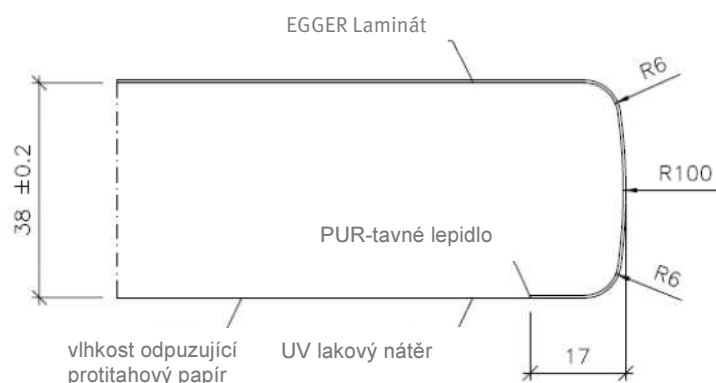 EGGER Laminát
R6
38 ±0.2
R100
PUR-tavné lepidlo
R6
vlhkost odpuzující
protitahový papír
UV lakový nátěr
17